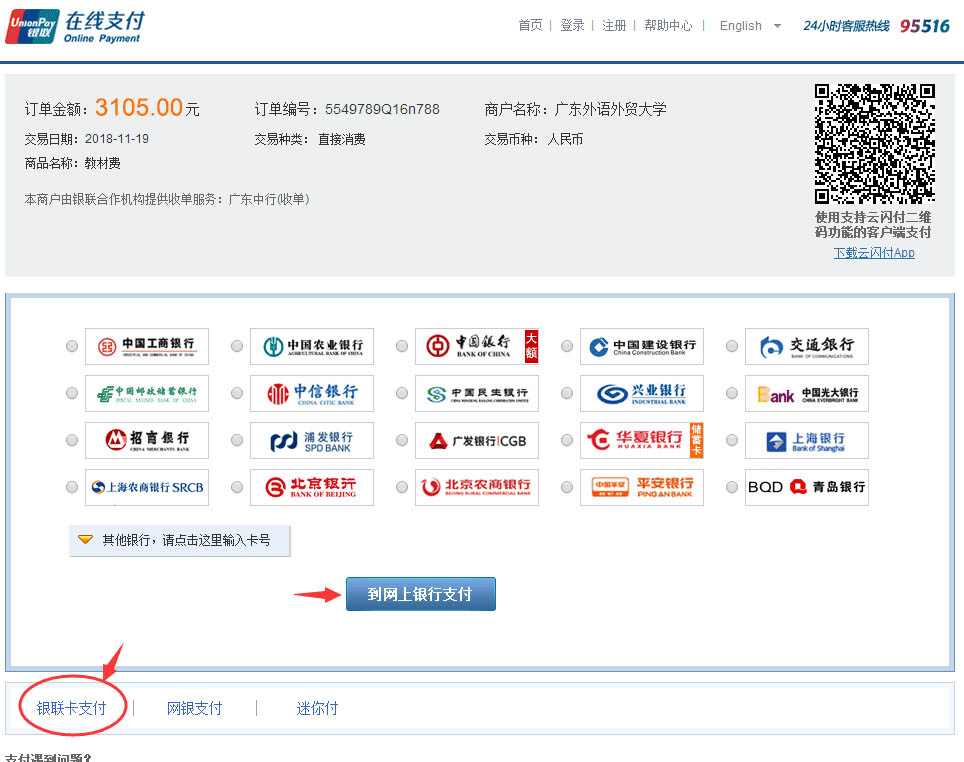 UnionPay 银联 在线支付
Online Payment
首页 | 登录 | 注册 | 帮助中心 | English 24小时客服热线 95516
订单金额：3105.00元 订单编号：5549789Q16n788 商户名称：广东外语外贸大学
交易日期：2018-11-19 交易种类：直接消费 交易币种：人民币
商品名称：教材费
本商户由银联合作机构提供收单服务：广东中行(收单)
使用支持云闪付二维
码功能的客户端支付
下载云闪付App
中国工商银行 INDUSTRIAL AND COMMERCIAL BANK OF CHINA 中国农业银行 AGRICULTURAL BANK OF CHINA 中国银行 BANK OF CHINA 大额 中国建设银行 China Construction Bank 交通银行 BANK OF COMMUNICATIONS
中国邮政储蓄银行 POSTAL SAVINGS BANK OF CHINA 中信银行 CHINA CITIC BANK 中国民生银行 CHINA MINSHENG BANKING CORPORATION LIMITED 兴业银行 INDUSTRIAL BANK Bank 中国光大银行 CHINA EVERBRIGHT BANK
招商银行 CHINA MERCHANTS BANK 浦发银行 SPD BANK 广发银行|CGB 华夏银行 HUAXIA BANK 储蓄卡 上海银行 Bank of Shanghai
上海农商银行 SRCB 北京银行 BANK OF BEIJING 北京农商银行 BEIJING RURAL COMMERCIAL BANK 中国平安 平安银行 PING AN BANK BQD 青岛银行
其他银行，请点击这里输入卡号
到网上银行支付
银联卡支付 | 网银支付 | 迷你付
支付遇到问题?